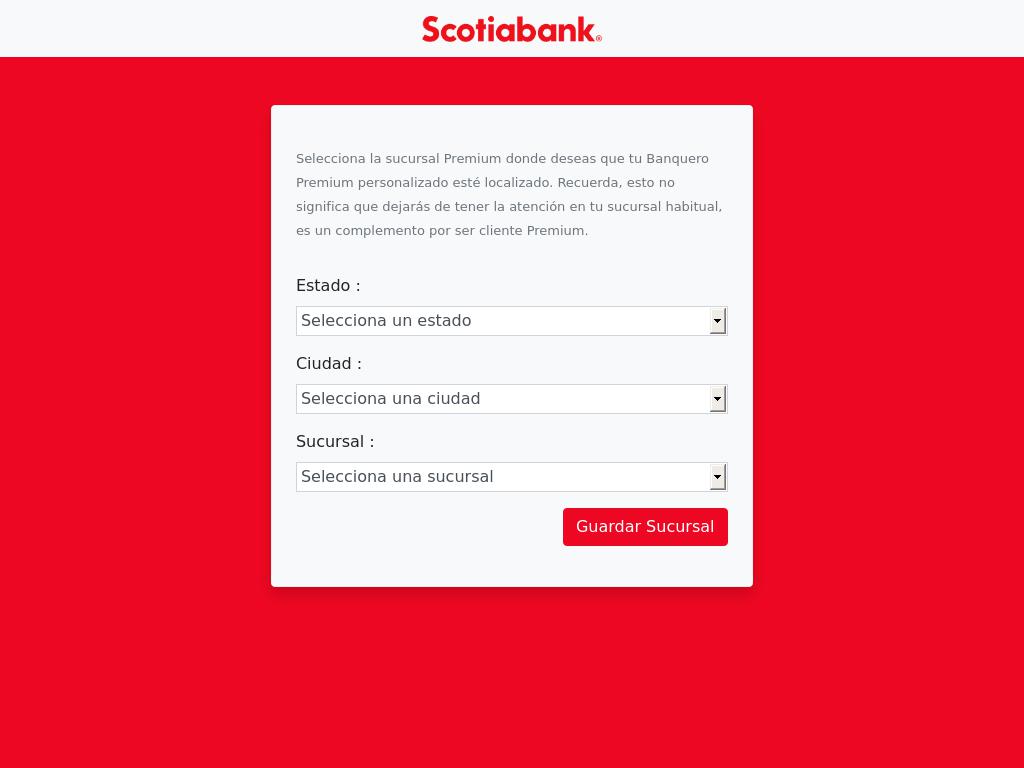 Scotiabank®
Selecciona la sucursal Premium donde deseas que tu Banquero
Premium personalizado esté localizado. Recuerda, esto no
significa que dejarás de tener la atención en tu sucursal habitual,
es un complemento por ser cliente Premium.
Estado :
Selecciona un estado
Ciudad :
Selecciona una ciudad
Sucursal :
Selecciona una sucursal
Guardar Sucursal